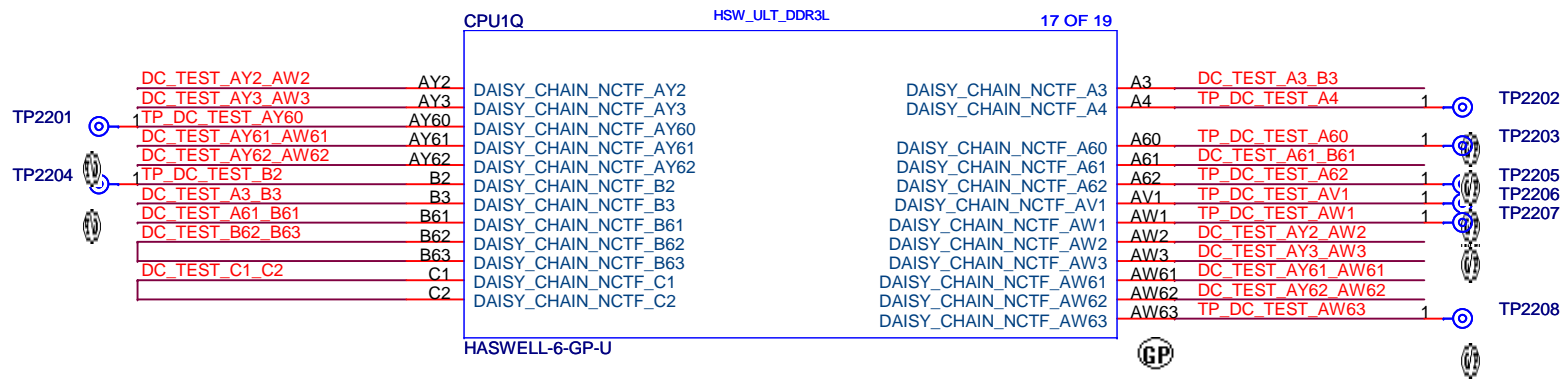 CPU1Q HSW_ULT_DDR3L 17 OF 19
DC_TEST_AY2_AW2 AY2 DAISY_CHAIN_NCTF_AY2
DC_TEST_AY3_AW3 AY3 DAISY_CHAIN_NCTF_AY3
TP2201 1 TP_DC_TEST_AY60 AY60 DAISY_CHAIN_NCTF_AY60
DC_TEST_AY61_AW61 AY61 DAISY_CHAIN_NCTF_AY61
DC_TEST_AY62_AW62 AY62 DAISY_CHAIN_NCTF_AY62
TP2204 1 TP_DC_TEST_B2 B2 DAISY_CHAIN_NCTF_B2
DC_TEST_A3_B3 B3 DAISY_CHAIN_NCTF_B3
DC_TEST_A61_B61 B61 DAISY_CHAIN_NCTF_B61
DC_TEST_B62_B63 B62 DAISY_CHAIN_NCTF_B62
B63 DAISY_CHAIN_NCTF_B63
DC_TEST_C1_C2 C1 DAISY_CHAIN_NCTF_C1
C2 DAISY_CHAIN_NCTF_C2
DAISY_CHAIN_NCTF_A3 A3 DC_TEST_A3_B3
DAISY_CHAIN_NCTF_A4 A4 TP_DC_TEST_A4 1 TP2202
DAISY_CHAIN_NCTF_A60 A60 TP_DC_TEST_A60 1 TP2203
DAISY_CHAIN_NCTF_A61 A61 DC_TEST_A61_B61
DAISY_CHAIN_NCTF_A62 A62 TP_DC_TEST_A62 1 TP2205
DAISY_CHAIN_NCTF_AV1 AV1 TP_DC_TEST_AV1 1 TP2206
DAISY_CHAIN_NCTF_AW1 AW1 TP_DC_TEST_AW1 1 TP2207
DAISY_CHAIN_NCTF_AW2 AW2 DC_TEST_AY2_AW2
DAISY_CHAIN_NCTF_AW3 AW3 DC_TEST_AY3_AW3
DAISY_CHAIN_NCTF_AW61 AW61 DC_TEST_AY61_AW61
DAISY_CHAIN_NCTF_AW62 AW62 DC_TEST_AY62_AW62
DAISY_CHAIN_NCTF_AW63 AW63 TP_DC_TEST_AW63 1 TP2208
HASWELL-6-GP-U
GP